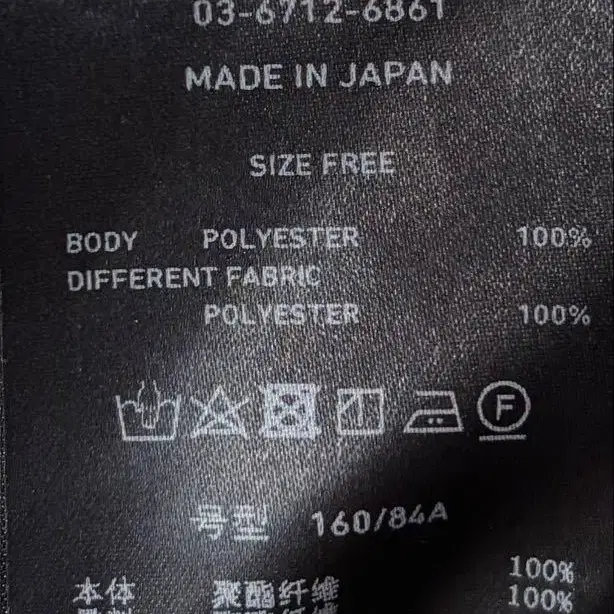 03-6712-6861
MADE IN JAPAN
SIZE FREE
BODY POLYESTER 100%
DIFFERENT FABRIC
POLYESTER 100%
F
号型 160/84A
本体 聚酯纤维 100%
100%